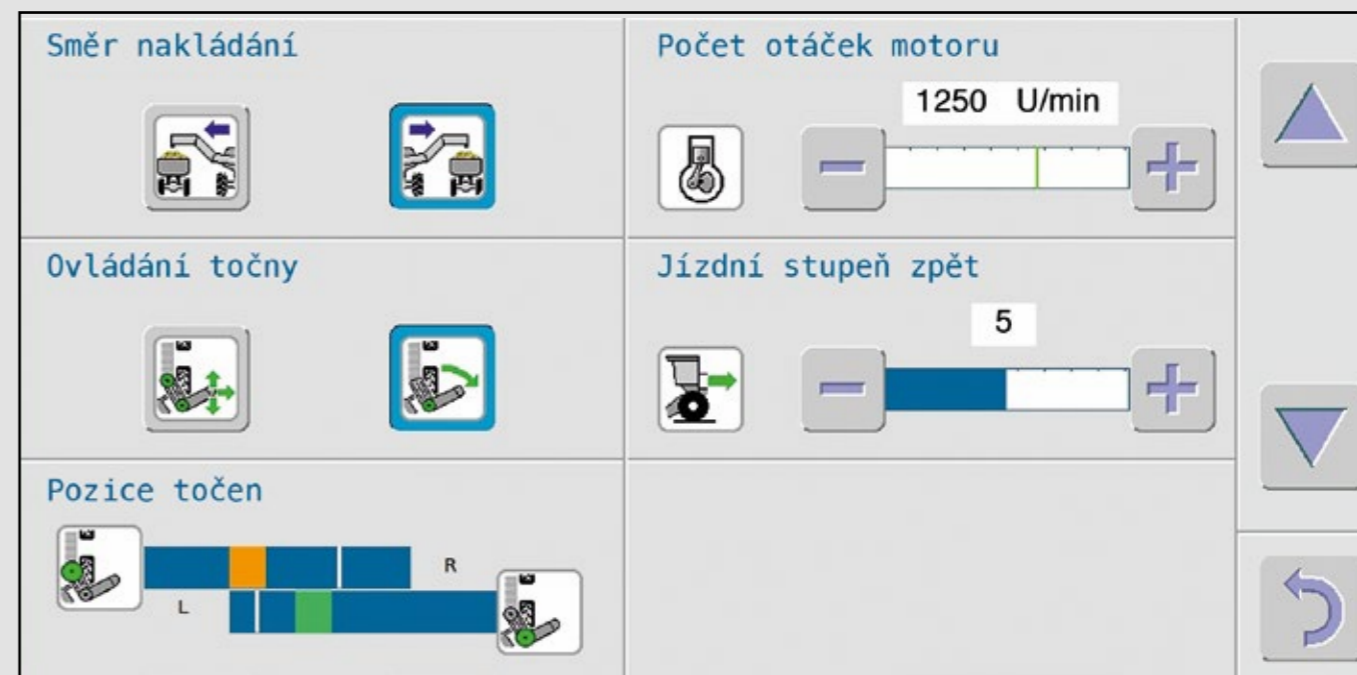 Směr nakládání
Počet otáček motoru
1250 U/min
Ovládání točny
Jízdní stupeň zpět
5
Pozice točen
R
L